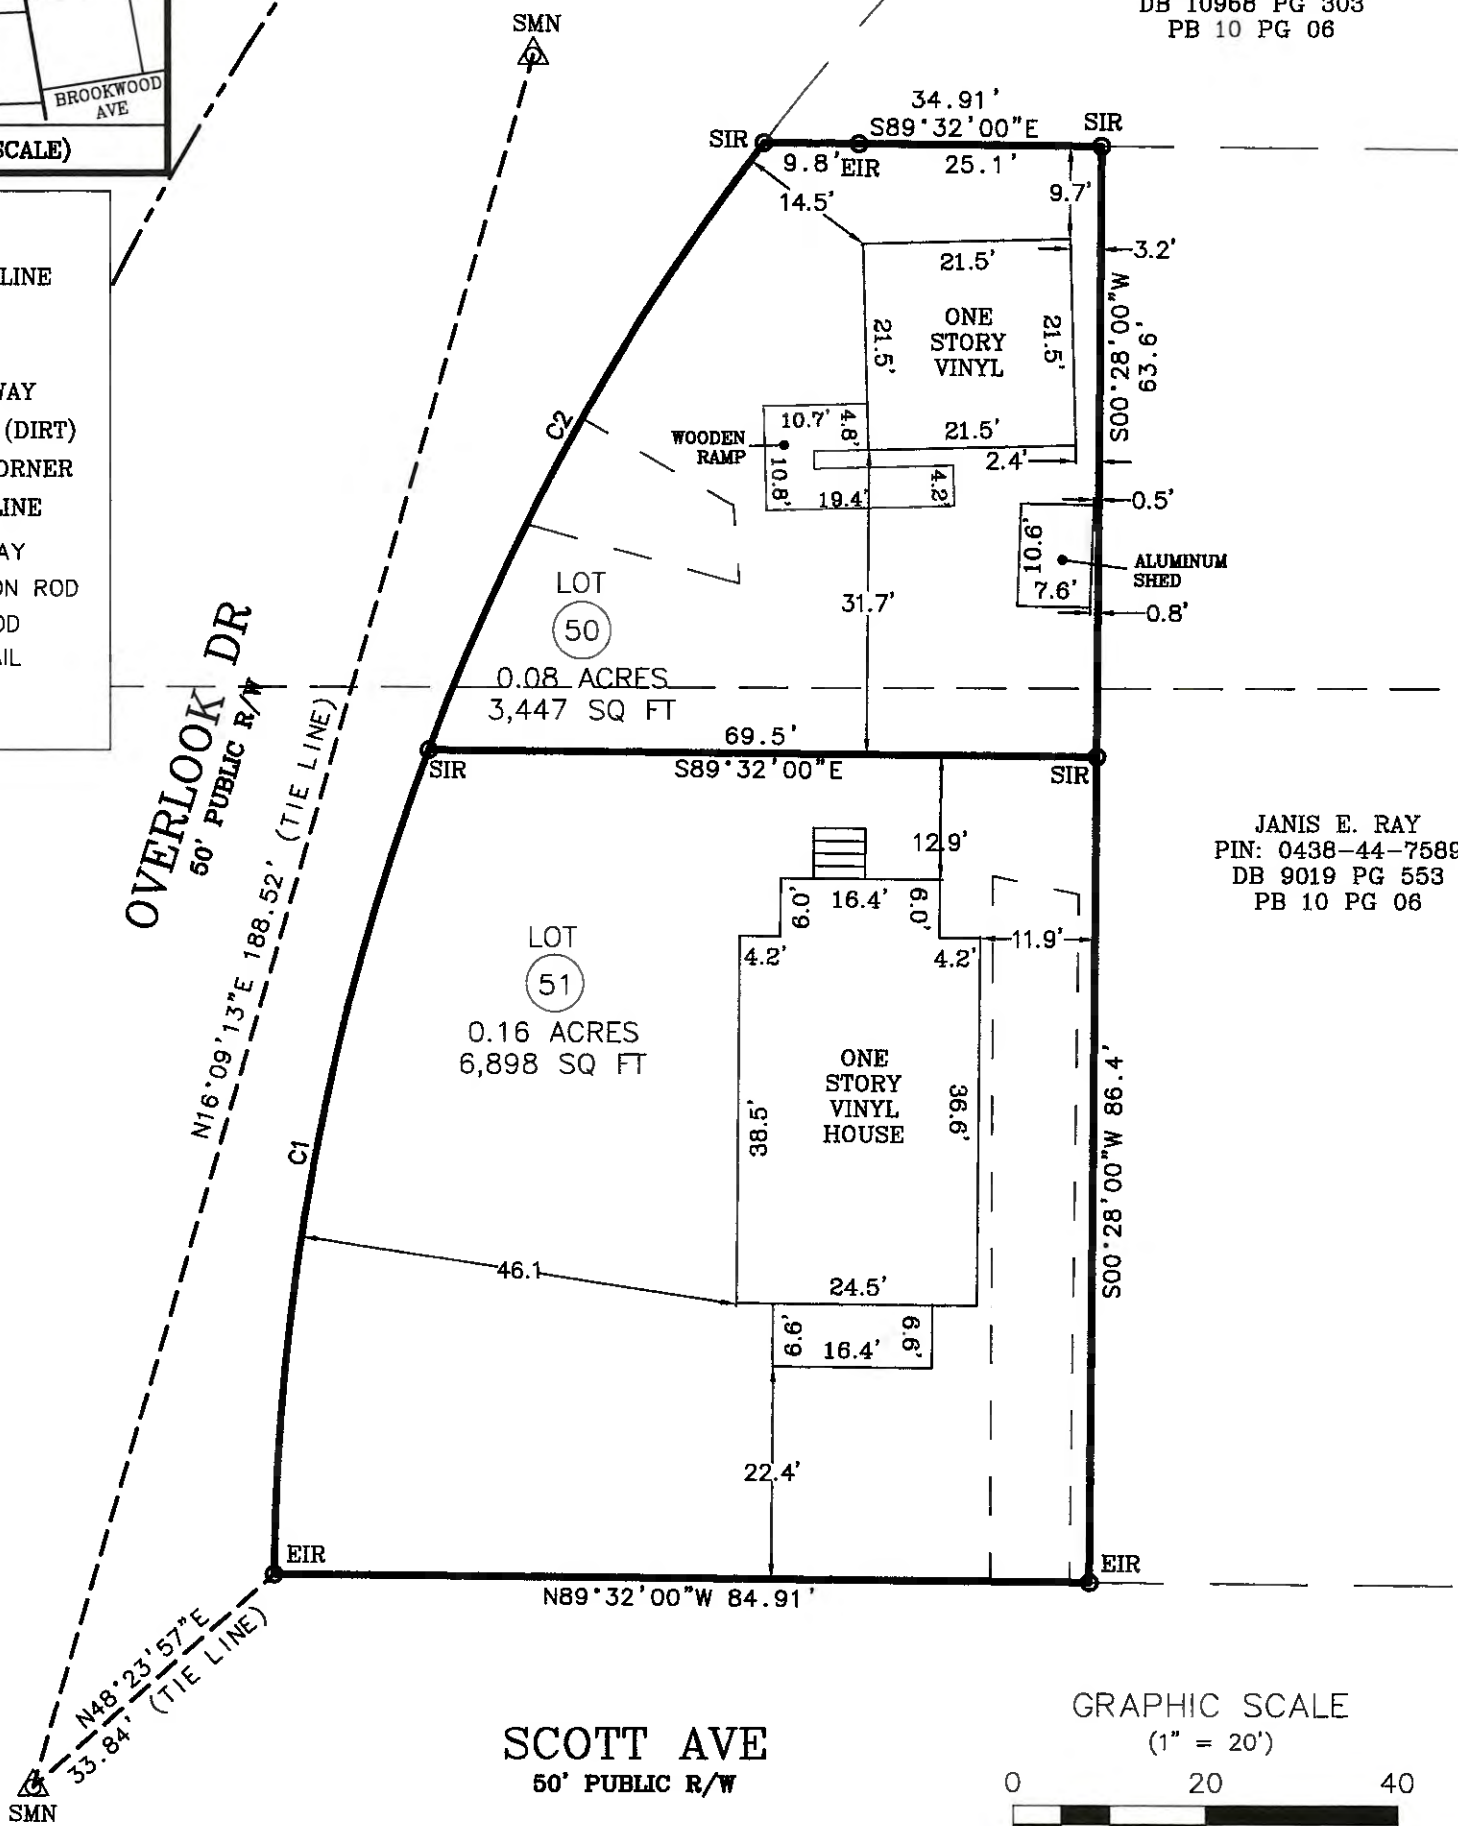 DB 10968 PG 303
PB 10 PG 06
BROOKWOOD
AVE
SCALE)
LINE
WAY
(DIRT)
ORNER
LINE
AY
ON ROD
OD
AIL
SMN
34.91'
S89°32'00"E
SIR
SIR
9.8'
EIR
25.1'
14.5'
9.7'
3.2'
21.5'
ONE
STORY
VINYL
21.5'
21.5'
S00°28'00"W
63.6'
C2
WOODEN
RAMP
10.7'
4.8'
21.5'
2.4'
10.8'
19.4'
4.2'
0.5'
10.9'
ALUMINUM
SHED
7.6'
0.8'
31.7'
LOT
50
0.08 ACRES
3,447 SQ FT
OVERLOOK DR
50' PUBLIC R/W
N16°09'13"E 188.52' (TIE LINE)
69.5'
S89°32'00"E
SIR
SIR
JANIS E. RAY
PIN: 0438-44-7589
DB 9019 PG 553
PB 10 PG 06
12.9'
6.0'
16.4'
6.0'
4.2'
4.2'
11.9'
LOT
51
0.16 ACRES
6,898 SQ FT
ONE
STORY
VINYL
HOUSE
38.5'
36.6'
S00°28'00"W 86.4'
C1
46.1
24.5'
6.6'
16.4'
6.6'
22.4'
EIR
EIR
N89°32'00"W 84.91'
N48°23'57"E
33.84' (TIE LINE)
SMN
SCOTT AVE
50' PUBLIC R/W
GRAPHIC SCALE
(1" = 20')
0 20 40